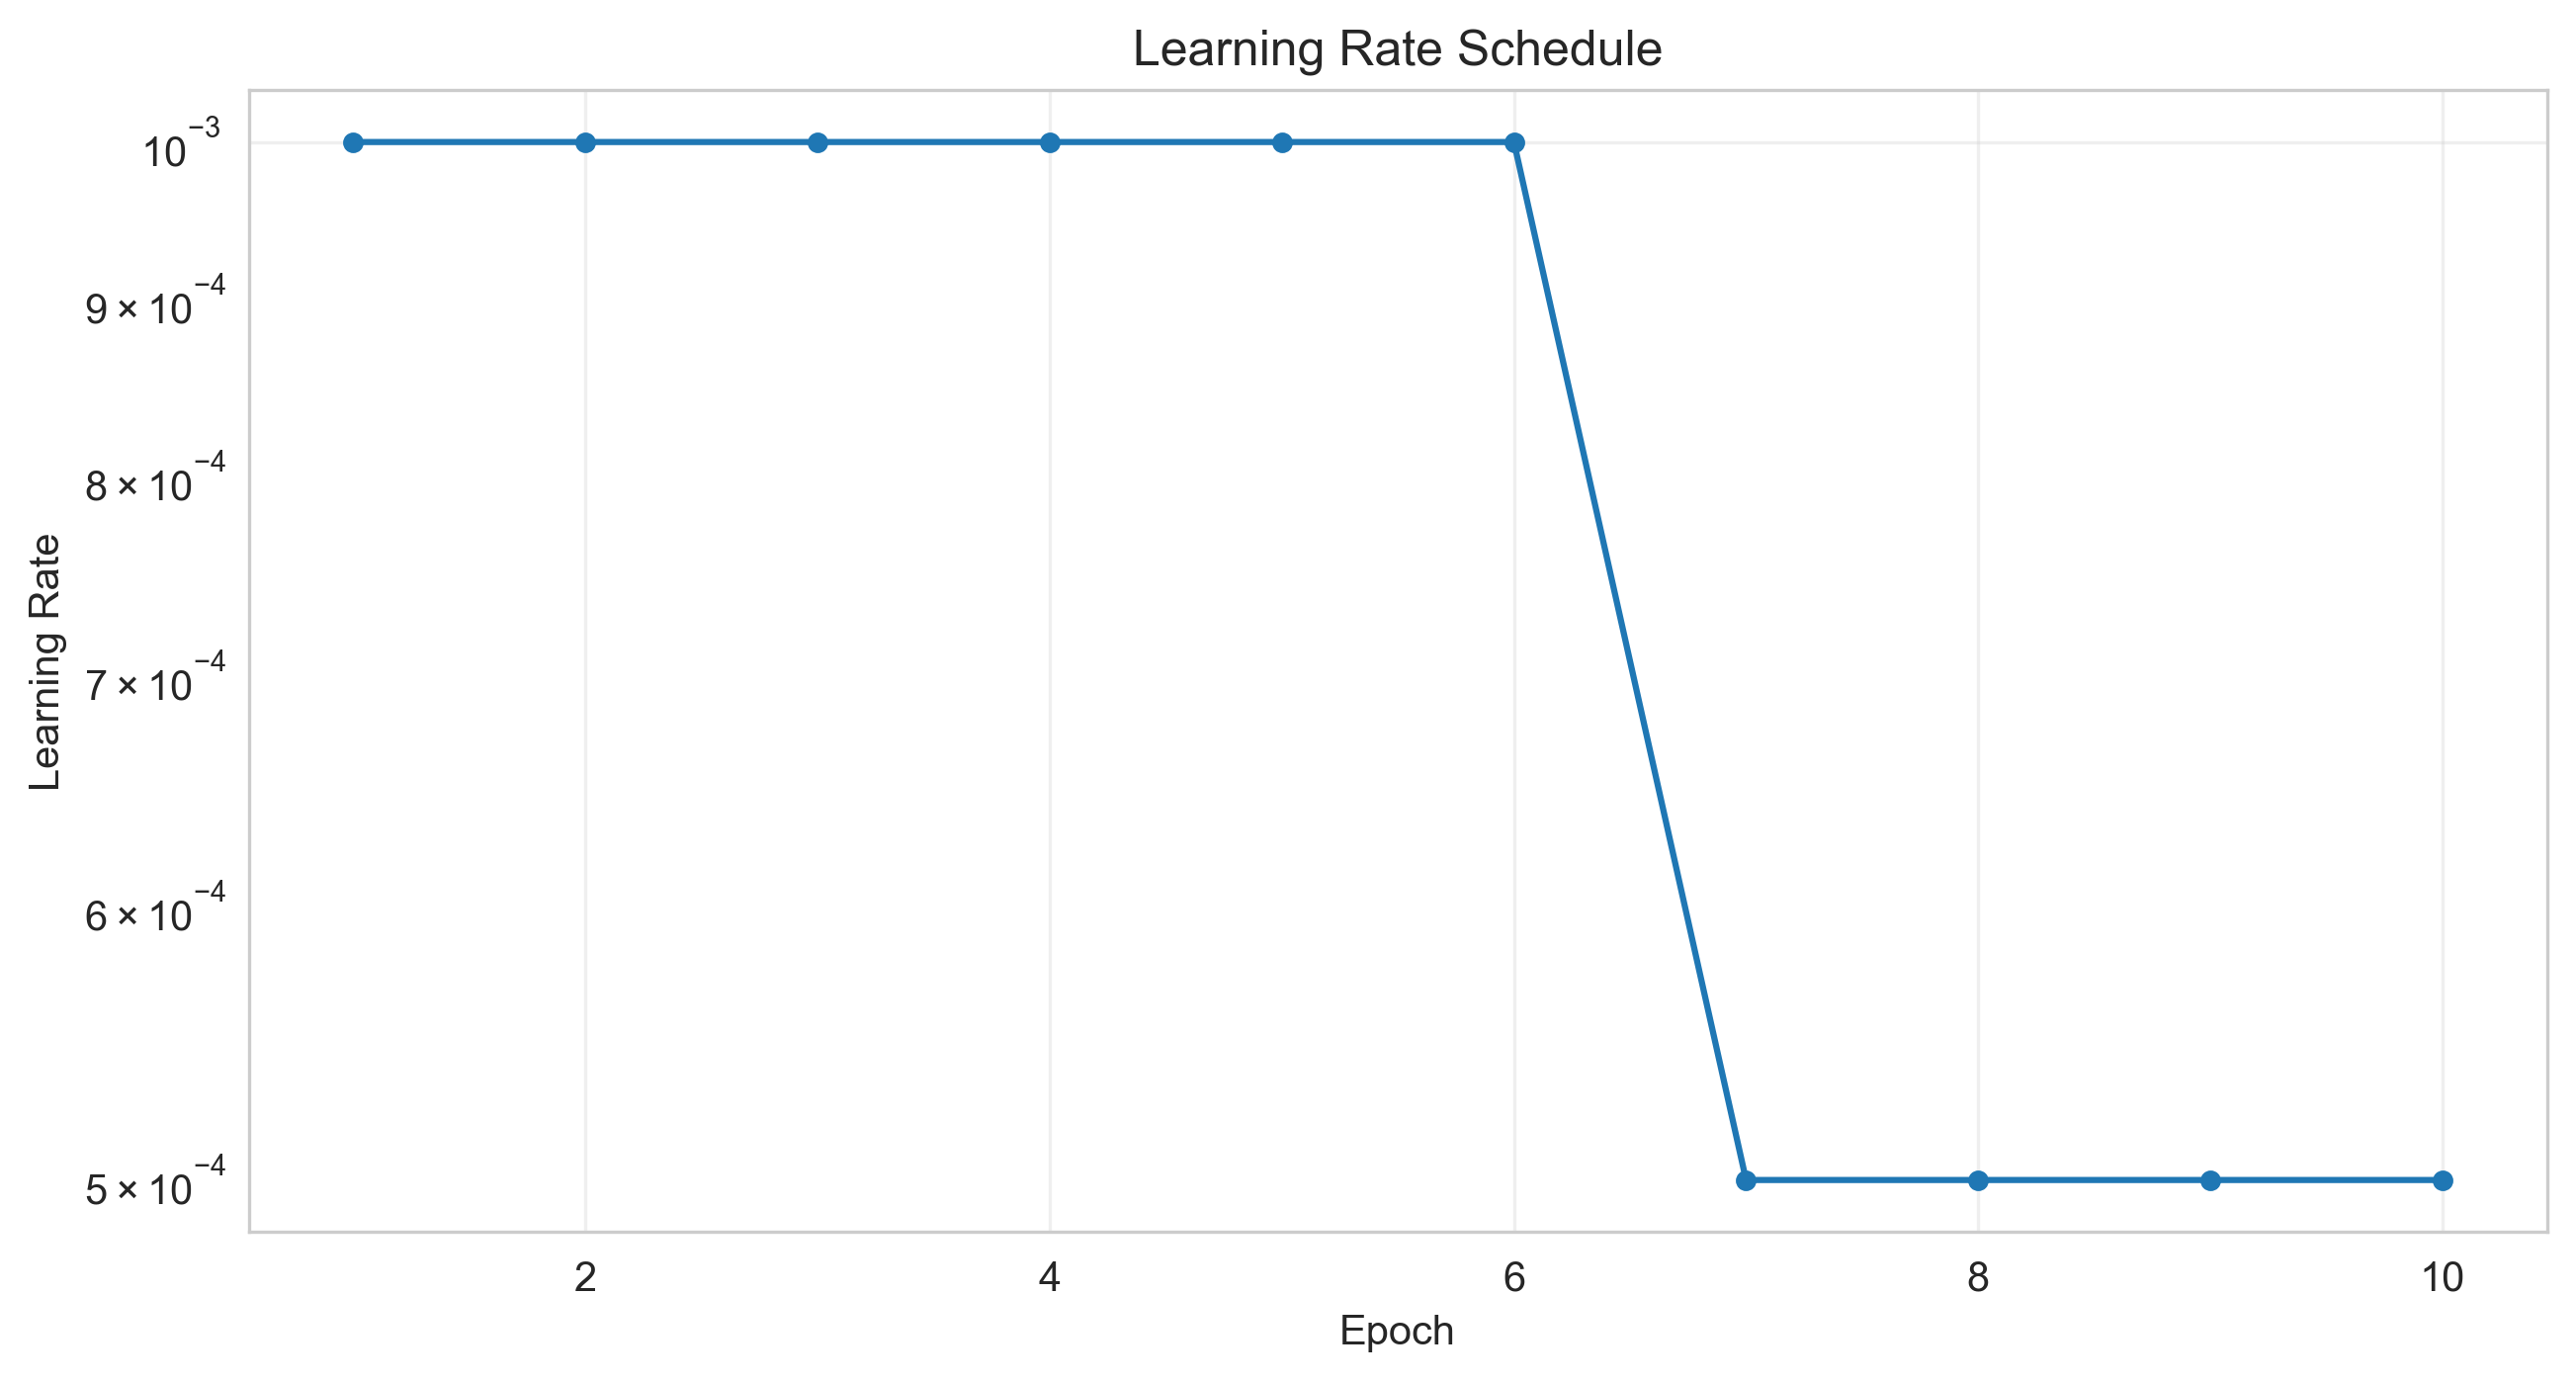 Learning Rate Schedule
10⁻³
9 × 10⁻⁴
8 × 10⁻⁴
7 × 10⁻⁴
6 × 10⁻⁴
5 × 10⁻⁴
Learning Rate
2 4 6 8 10
Epoch